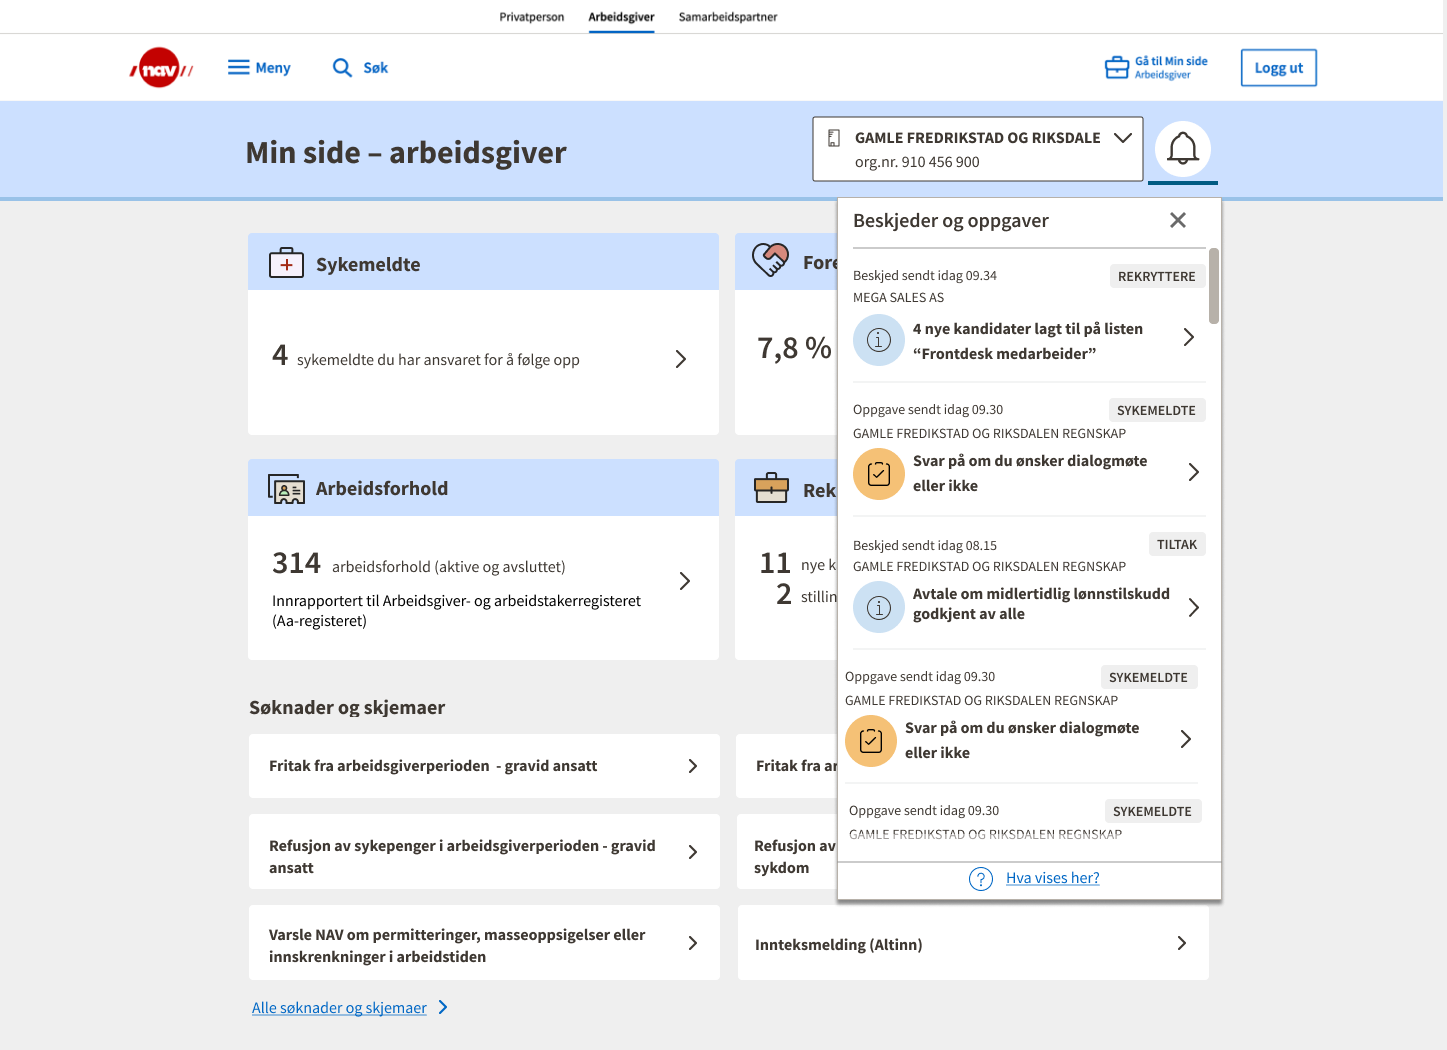 Privatperson
Arbeidsgiver
Samarbeidspartner
nav
Meny
Søk
Gå til Min side
Arbeidsgiver
Logg ut
Min side – arbeidsgiver
GAMLE FREDRIKSTAD OG RIKSDALE
org.nr. 910 456 900
Sykemeldte
4 sykemeldte du har ansvaret for å følge opp
Fore
7,8 %
Arbeidsforhold
314 arbeidsforhold (aktive og avsluttet)
Innrapportert til Arbeidsgiver- og arbeidstakerregisteret
(Aa-registeret)
Rek
11 nye k
2 stillin
Beskjeder og oppgaver
Beskjed sendt idag 09.34
REKRYTTERE
MEGA SALES AS
4 nye kandidater lagt til på listen
“Frontdesk medarbeider”
Oppgave sendt idag 09.30
SYKEMELDTE
GAMLE FREDIKSTAD OG RIKSDALEN REGNSKAP
Svar på om du ønsker dialogmøte
eller ikke
Beskjed sendt idag 08.15
TILTAK
GAMLE FREDIKSTAD OG RIKSDALEN REGNSKAP
Avtale om midlertidlig lønnstilskudd
godkjent av alle
Oppgave sendt idag 09.30
SYKEMELDTE
GAMLE FREDIKSTAD OG RIKSDALEN REGNSKAP
Svar på om du ønsker dialogmøte
eller ikke
Oppgave sendt idag 09.30
SYKEMELDTE
GAMLE FREDIKSTAD OG RIKSDALEN REGNSKAP
Hva vises her?
Søknader og skjemaer
Fritak fra arbeidsgiverperioden - gravid ansatt
Fritak fra ar
Refusjon av sykepenger i arbeidsgiverperioden - gravid
ansatt
Refusjon av
sykdom
Varsle NAV om permitteringer, masseoppsigelser eller
innskrenkninger i arbeidstiden
Innteksmelding (Altinn)
Alle søknader og skjemaer